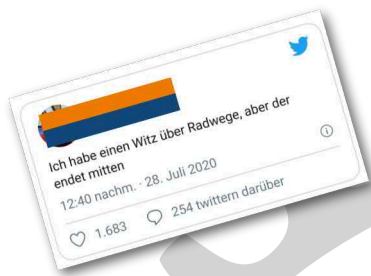 Ich habe einen Witz über Radwege, aber der
endet mitten
12:40 nachm. · 28. Juli 2020
1.683 254 twittern darüber